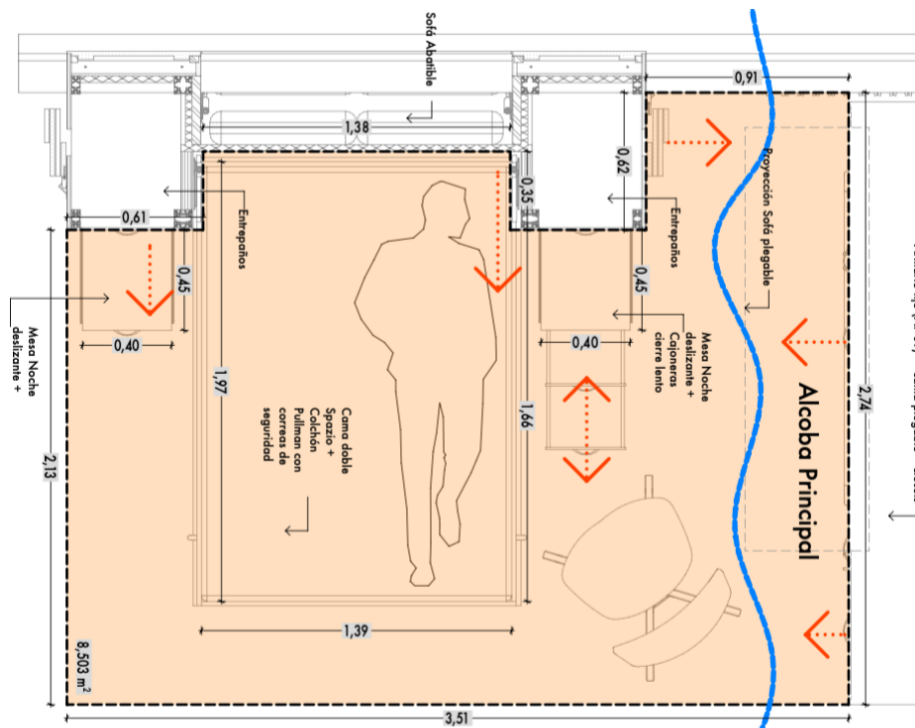 Sofá Abatible
0,91
1,38
0,62
0,35
Proyección Sofá plegable
0,61
Entrepaños
Entrepaños
0,45
0,45
Mesa Noche
deslizante +
0,40
0,40
Mesa Noche
deslizante +
Cajoneras
cierre lento
1,97
1,66
2,74
Alcoba Principal
Cama doble
Spazio +
Colchón
Pullman con
correas de
seguridad
2,13
1,39
8,503 m²
3,51